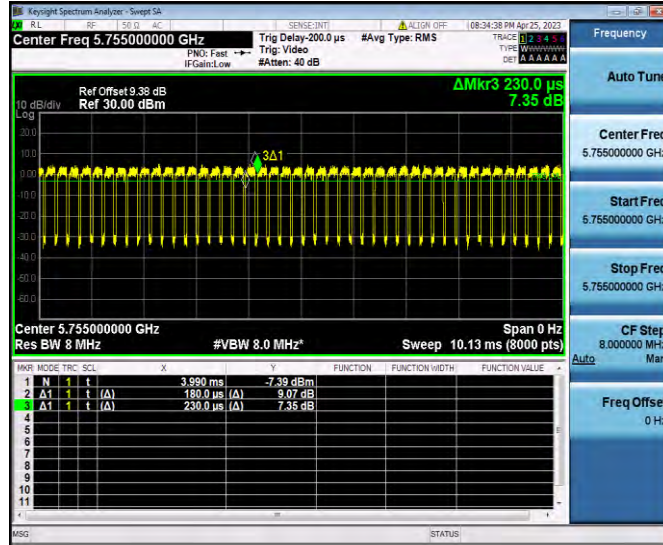 Keysight Spectrum Analyzer - Swept SA
RL RF 50 Ω AC SENSE:INT ALIGN OFF 08:34:38 PM Apr 25, 2023
Center Freq 5.755000000 GHz
PNO: Fast
IFGain:Low
Trig Delay-200.0 µs
Trig: Video
#Atten: 40 dB
#Avg Type: RMS
TRACE 1 2 3 4 5 6
TYPE
DET A A A A A A
Frequency
Auto Tune
Ref Offset 9.38 dB
Ref 30.00 dBm
10 dB/div
Log
ΔMkr3 230.0 µs
7.35 dB
20.0
10.0
0.00
-10.0
-20.0
-30.0
-40.0
-50.0
-60.0
3Δ1
Center Freq
5.755000000 GHz
Start Freq
5.755000000 GHz
Stop Freq
5.755000000 GHz
CF Step
8.000000 MHz
Auto Man
Freq Offset
0 Hz
Center 5.755000000 GHz
Res BW 8 MHz
#VBW 8.0 MHz*
Span 0 Hz
Sweep 10.13 ms (8000 pts)
MKR MODE TRC SCL X Y FUNCTION FUNCTION WIDTH FUNCTION VALUE
1 N 1 t 3.990 ms -7.39 dBm
2 Δ1 1 t (Δ) 180.0 µs (Δ) 9.07 dB
3 Δ1 1 t (Δ) 230.0 µs (Δ) 7.35 dB
4
5
6
7
8
9
10
11
MSG STATUS